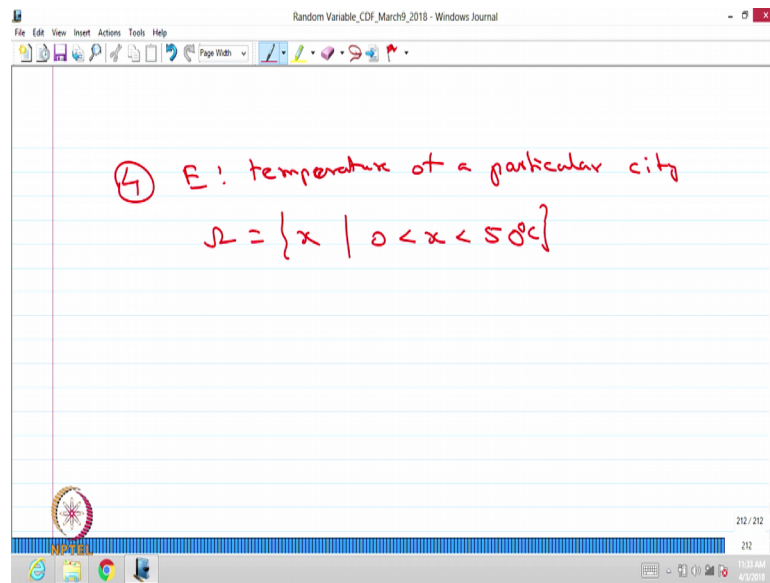 Random Variable_CDF_March9_2018 - Windows Journal
File Edit View Insert Actions Tools Help
Page Width
4 E: temperature of a particular city
Ω = {x | 0 < x < 50°C}
212 / 212
212
NPTEL
11:33 AM
4/3/2018